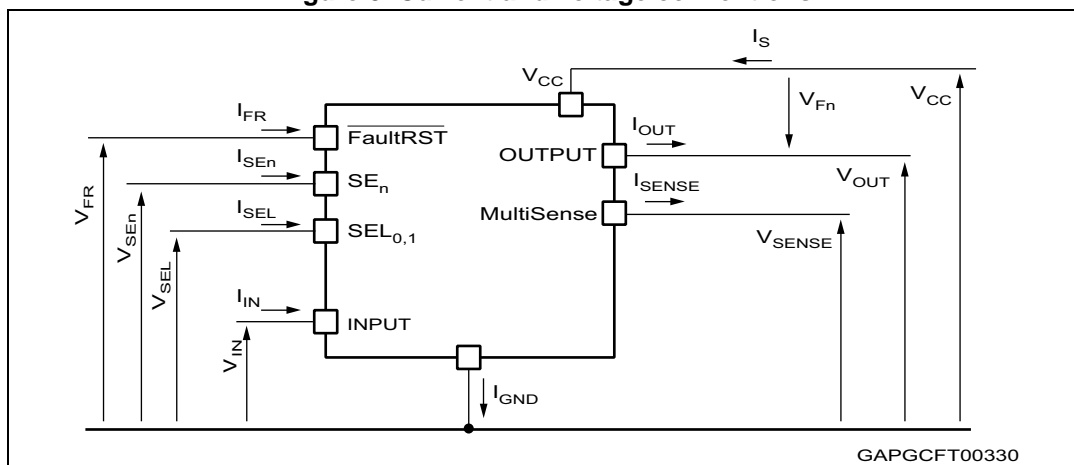 I_S
V_CC
V_Fn
V_CC
I_FR
FaultRST
I_OUT
OUTPUT
I_SEn
SE_n
V_OUT
I_SENSE
MultiSense
V_FR
I_SEL
SEL_0,1
V_SEn
V_SENSE
V_SEL
I_IN
INPUT
V_IN
I_GND
GAPGCFT00330